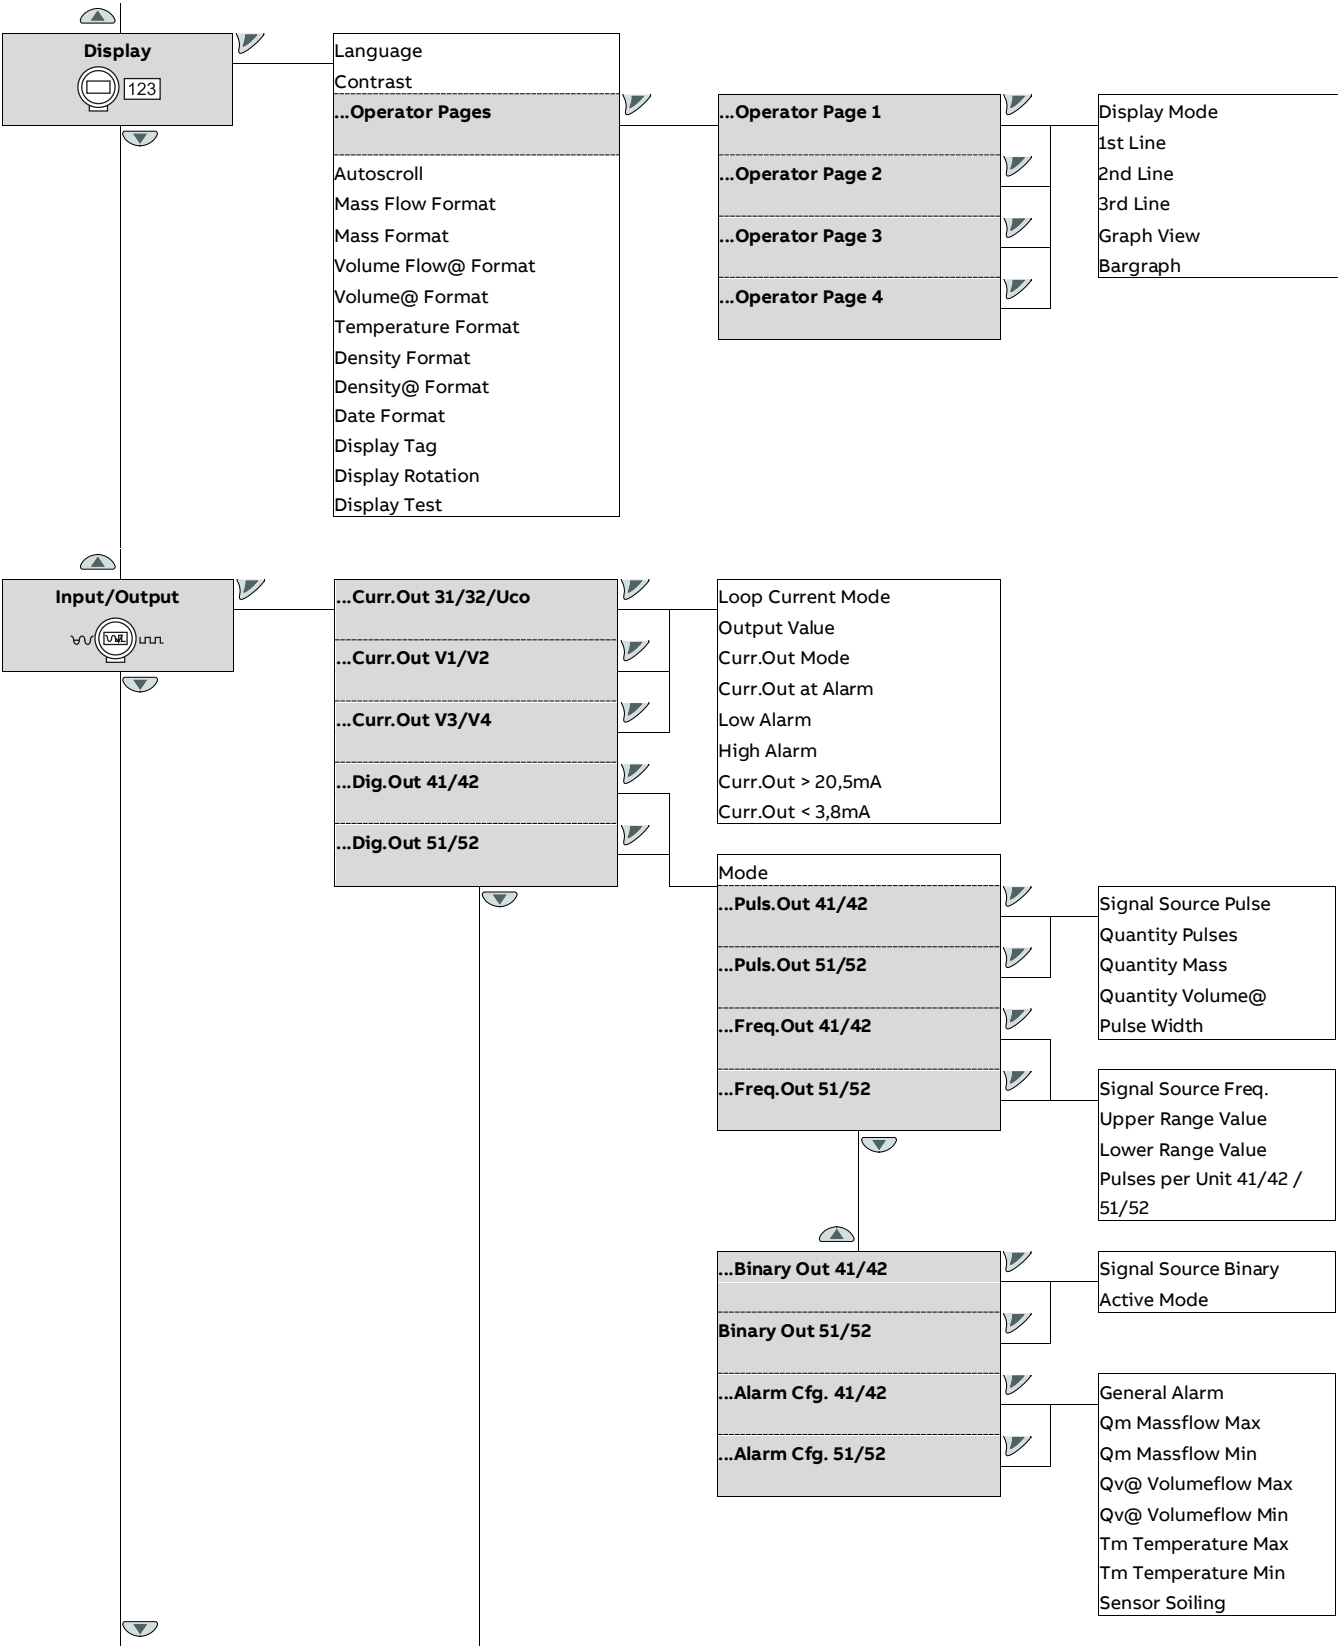 Display
123
Language
Contrast
...Operator Pages
Autoscroll
Mass Flow Format
Mass Format
Volume Flow@ Format
Volume@ Format
Temperature Format
Density Format
Density@ Format
Date Format
Display Tag
Display Rotation
Display Test
...Operator Page 1
...Operator Page 2
...Operator Page 3
...Operator Page 4
Display Mode
1st Line
2nd Line
3rd Line
Graph View
Bargraph
Input/Output
...Curr.Out 31/32/Uco
...Curr.Out V1/V2
...Curr.Out V3/V4
...Dig.Out 41/42
...Dig.Out 51/52
Loop Current Mode
Output Value
Curr.Out Mode
Curr.Out at Alarm
Low Alarm
High Alarm
Curr.Out > 20,5mA
Curr.Out < 3,8mA
Mode
...Puls.Out 41/42
...Puls.Out 51/52
...Freq.Out 41/42
...Freq.Out 51/52
Signal Source Pulse
Quantity Pulses
Quantity Mass
Quantity Volume@
Pulse Width
Signal Source Freq.
Upper Range Value
Lower Range Value
Pulses per Unit 41/42 /
51/52
...Binary Out 41/42
Binary Out 51/52
...Alarm Cfg. 41/42
...Alarm Cfg. 51/52
Signal Source Binary
Active Mode
General Alarm
Qm Massflow Max
Qm Massflow Min
Qv@ Volumeflow Max
Qv@ Volumeflow Min
Tm Temperature Max
Tm Temperature Min
Sensor Soiling